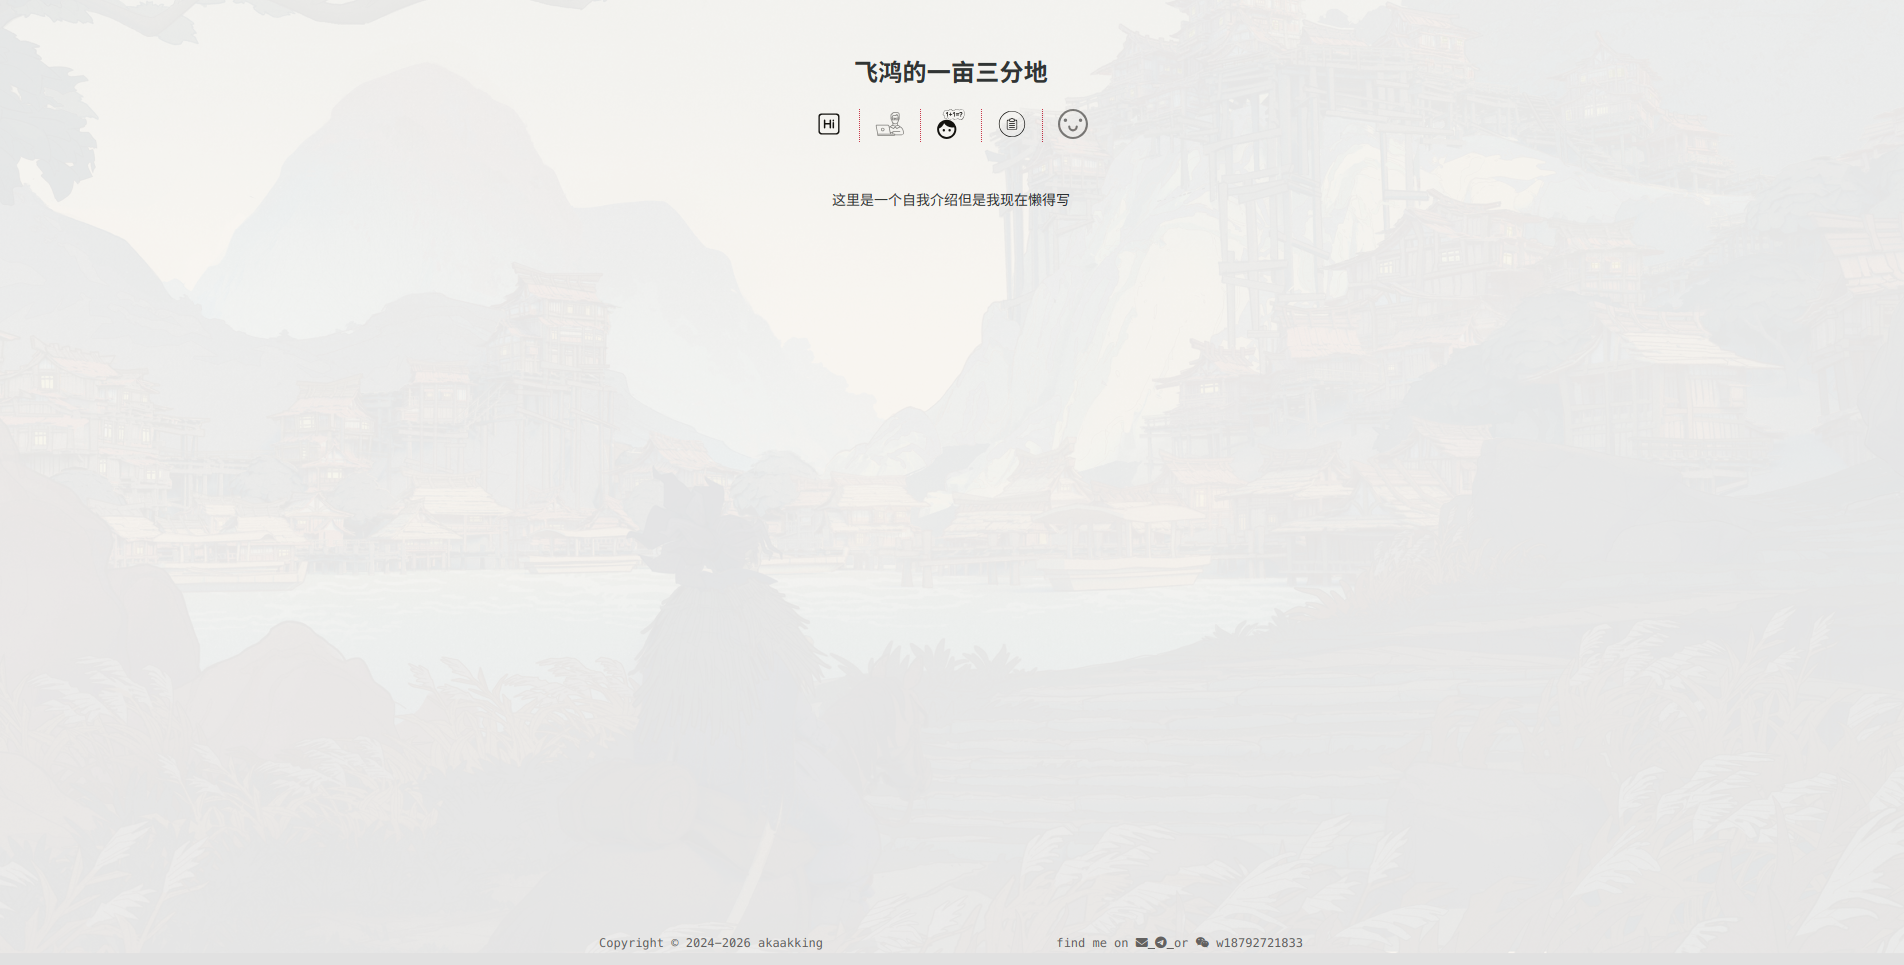 飞鸿的一亩三分地
Hi
1+1=?
这里是一个自我介绍但是我现在懒得写
Copyright © 2024-2026 akaakking
find me on _ _or w18792721833